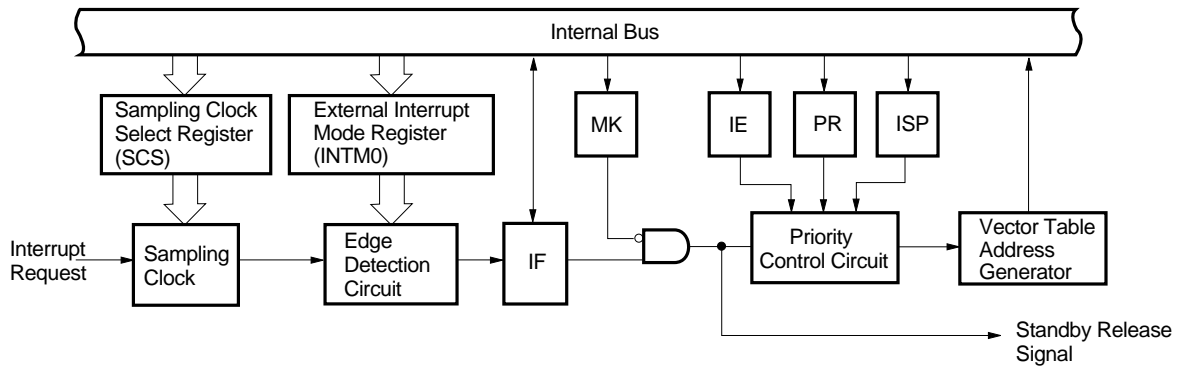 Internal Bus
Sampling Clock
Select Register
(SCS)
External Interrupt
Mode Register
(INTM0)
MK
IE
PR
ISP
Interrupt
Request
Sampling
Clock
Edge
Detection
Circuit
IF
Priority
Control Circuit
Vector Table
Address
Generator
Standby Release
Signal